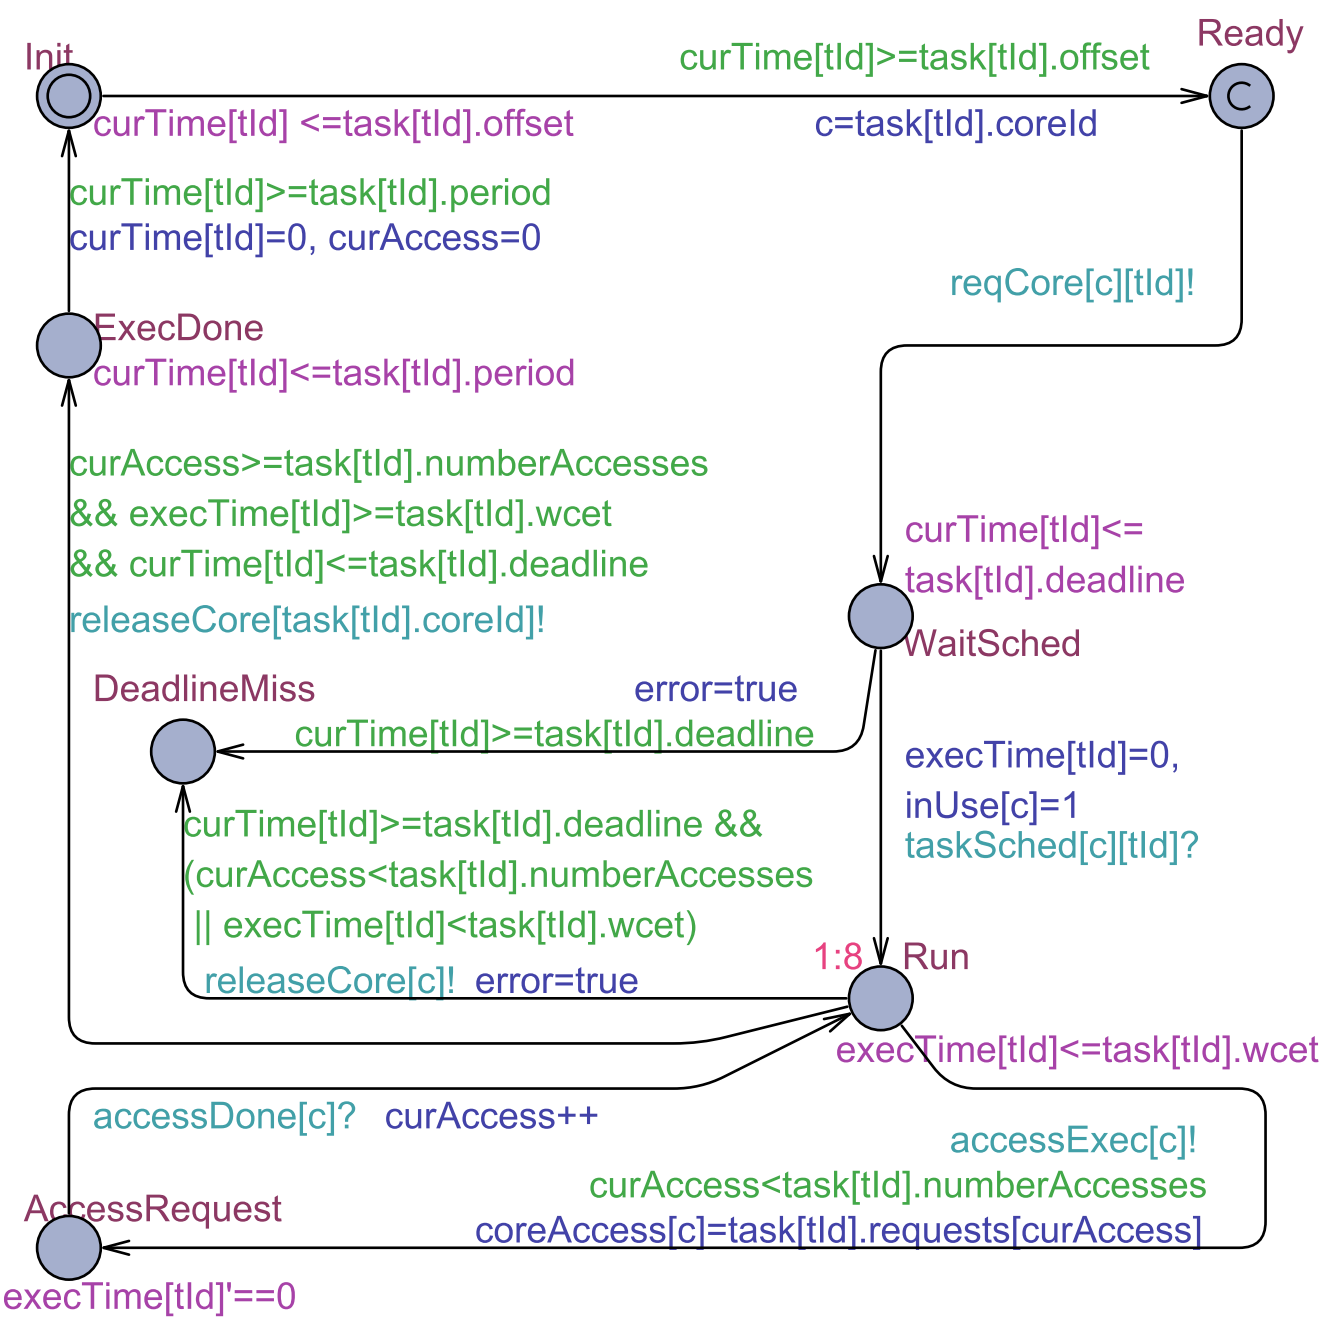 Init
Ready
curTime[tId]>=task[tId].offset
curTime[tId] <=task[tId].offset
c=task[tId].coreId
C
curTime[tId]>=task[tId].period
curTime[tId]=0, curAccess=0
reqCore[c][tId]!
ExecDone
curTime[tId]<=task[tId].period
curAccess>=task[tId].numberAccesses
&& execTime[tId]>=task[tId].wcet
&& curTime[tId]<=task[tId].deadline
releaseCore[task[tId].coreId]!
curTime[tId]<=
task[tId].deadline
WaitSched
DeadlineMiss
error=true
curTime[tId]>=task[tId].deadline
execTime[tId]=0,
inUse[c]=1
taskSched[c][tId]?
curTime[tId]>=task[tId].deadline &&
(curAccess<task[tId].numberAccesses
|| execTime[tId]<task[tId].wcet)
releaseCore[c]! error=true
1:8 Run
execTime[tId]<=task[tId].wcet
accessDone[c]? curAccess++
accessExec[c]!
curAccess<task[tId].numberAccesses
coreAccess[c]=task[tId].requests[curAccess]
AccessRequest
execTime[tId]'==0